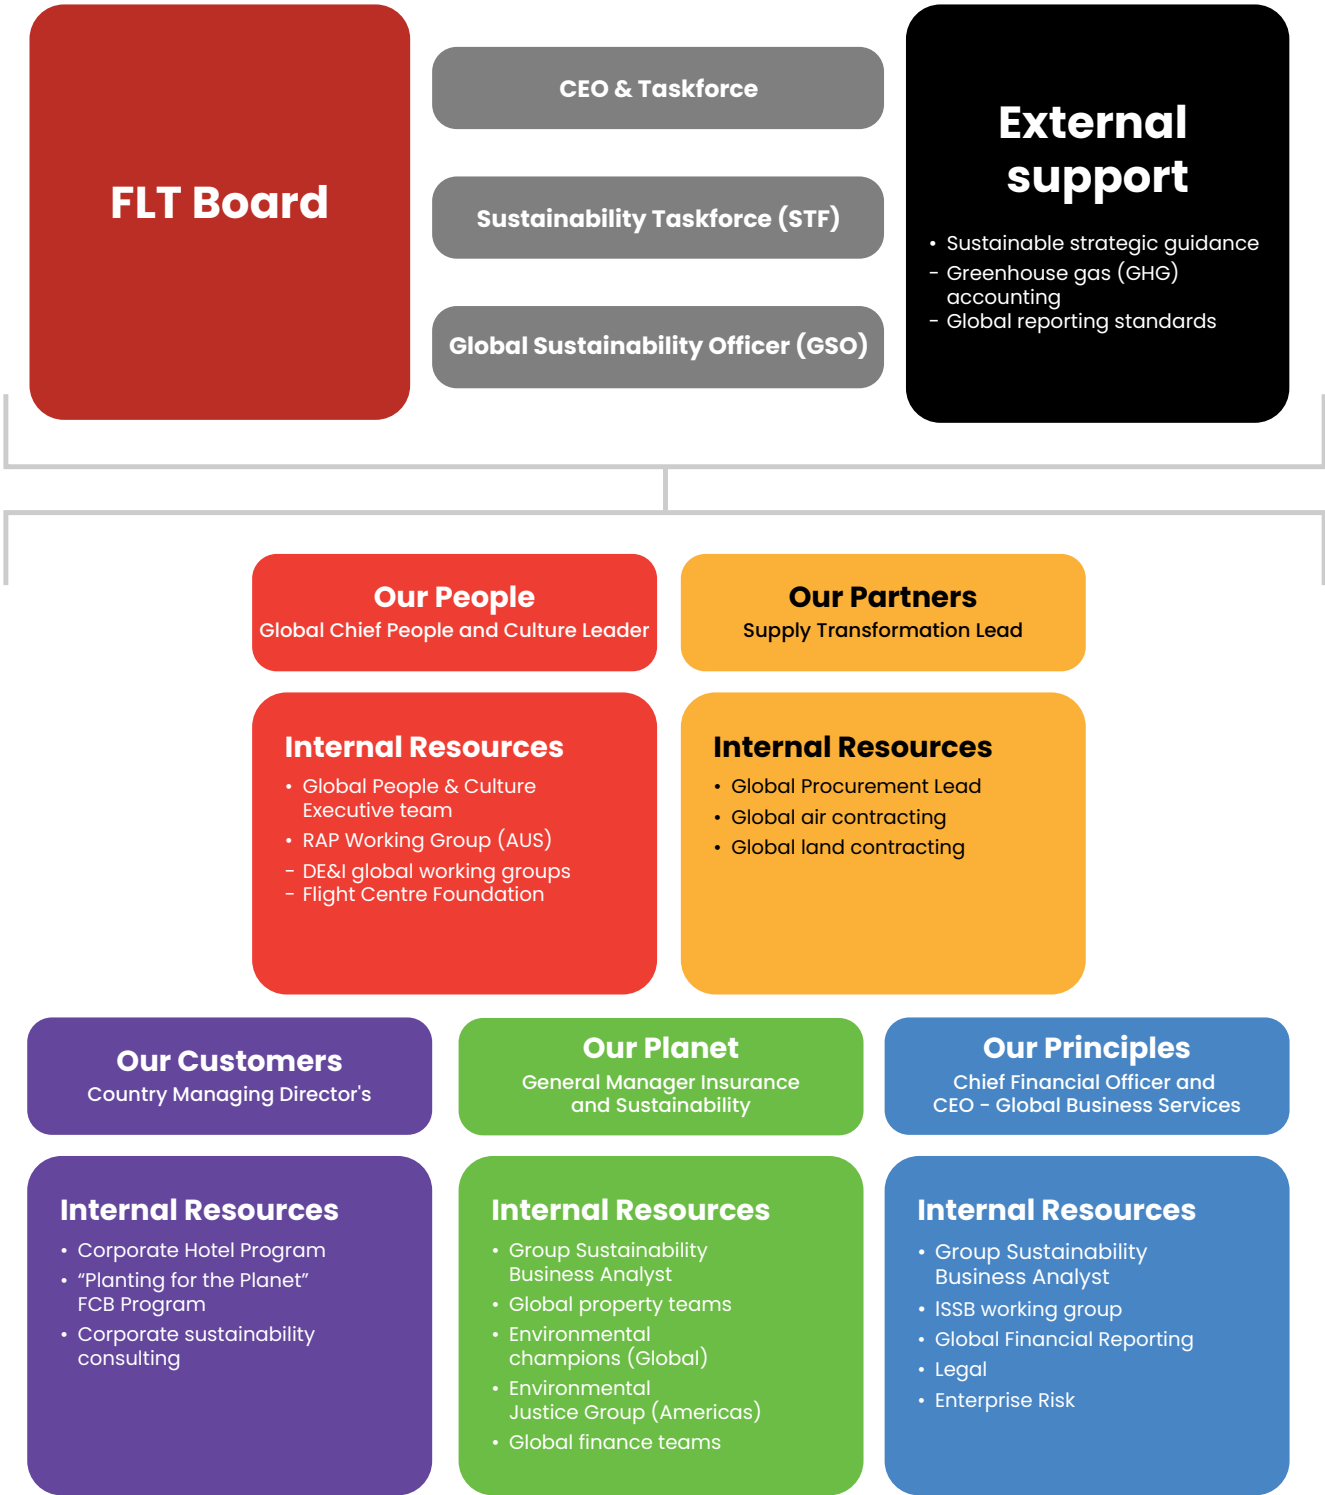 FLT Board
CEO & Taskforce
Sustainability Taskforce (STF)
Global Sustainability Officer (GSO)
External
support
• Sustainable strategic guidance
- Greenhouse gas (GHG)
accounting
- Global reporting standards
Our People
Global Chief People and Culture Leader
Internal Resources
• Global People & Culture
Executive team
• RAP Working Group (AUS)
- DE&I global working groups
- Flight Centre Foundation
Our Partners
Supply Transformation Lead
Internal Resources
• Global Procurement Lead
• Global air contracting
• Global land contracting
Our Customers
Country Managing Director's
Internal Resources
• Corporate Hotel Program
• “Planting for the Planet”
FCB Program
• Corporate sustainability
consulting
Our Planet
General Manager Insurance
and Sustainability
Internal Resources
• Group Sustainability
Business Analyst
• Global property teams
• Environmental
champions (Global)
• Environmental
Justice Group (Americas)
• Global finance teams
Our Principles
Chief Financial Officer and
CEO - Global Business Services
Internal Resources
• Group Sustainability
Business Analyst
• ISSB working group
• Global Financial Reporting
• Legal
• Enterprise Risk